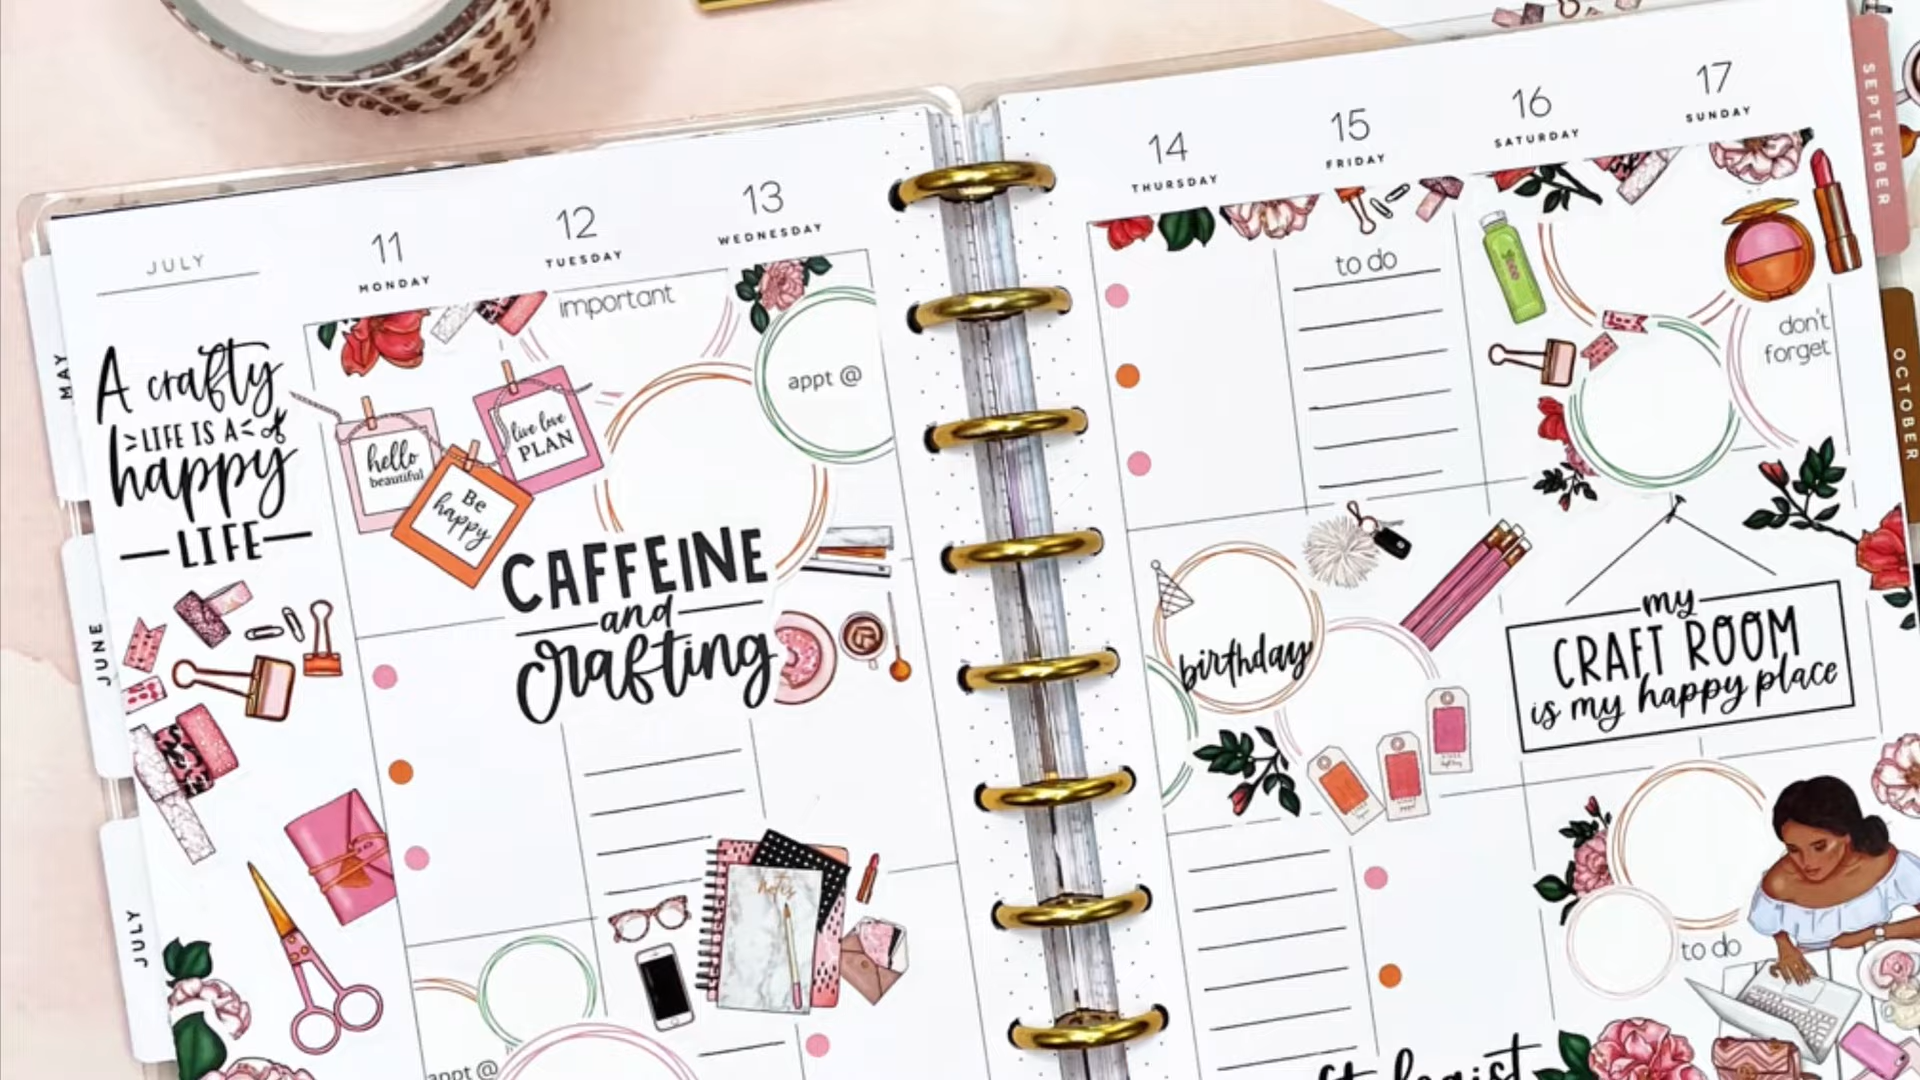 JULY
11
MONDAY
12
TUESDAY
13
WEDNESDAY
14
THURSDAY
15
FRIDAY
16
SATURDAY
17
SUNDAY
MAY
JUNE
JULY
SEPTEMBER
OCTOBER
A crafty
LIFE IS A
happy
LIFE
important
appt @
hello
beautiful
Be
happy
live love
PLAN
CAFFEINE
and
Crafting
notes
appt @
to do
don't
forget
birthday
my
CRAFT ROOM
is my happy place
to do